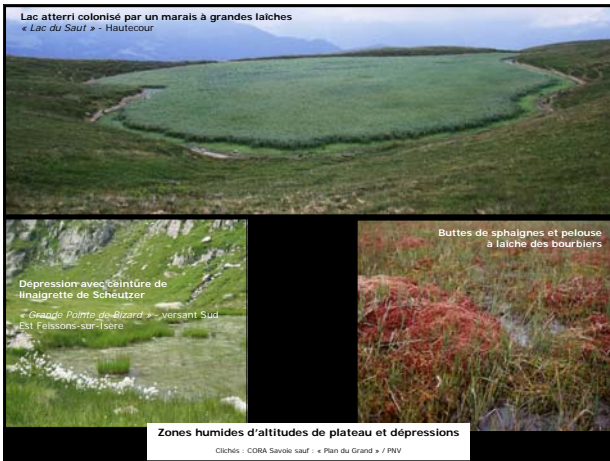 Lac atterri colonisé par un marais à grandes laîches
« Lac du Saut » - Hautecour
Dépression avec ceinture de
linaigrette de Scheutzer
« Grande Pointe de Bizard » - versant Sud
Est Feissons-sur-Isère
Buttes de sphaignes et pelouse
à laîche des bourbiers
Zones humides d'altitudes de plateau et dépressions
Clichés : CORA Savoie sauf : « Plan du Grand » / PNV